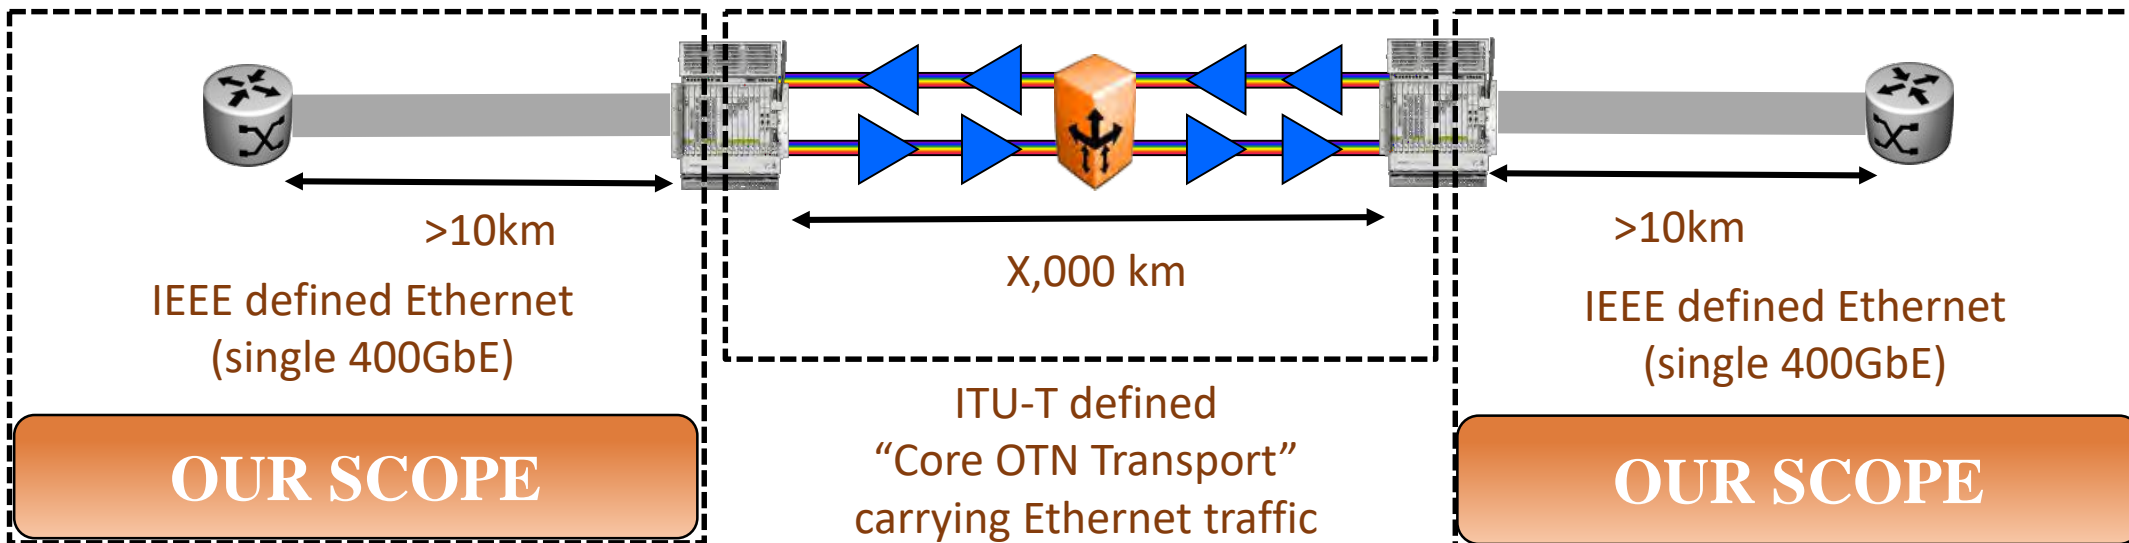 >10km
IEEE defined Ethernet
(single 400GbE)
OUR SCOPE
X,000 km
ITU-T defined
“Core OTN Transport”
carrying Ethernet traffic
>10km
IEEE defined Ethernet
(single 400GbE)
OUR SCOPE